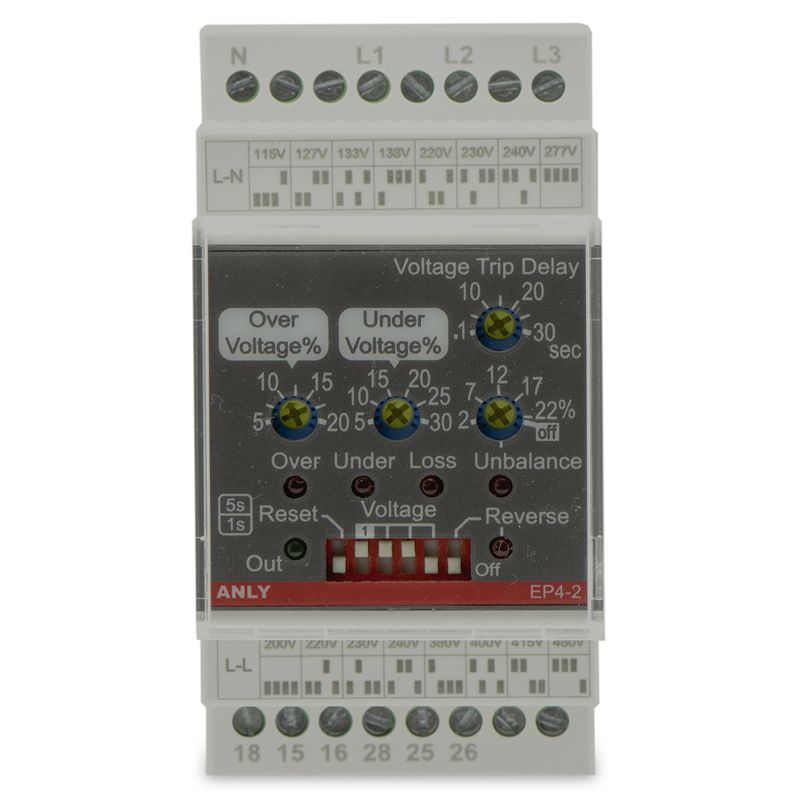 N L1 L2 L3
L-N 115V 127V 133V 138V 220V 230V 240V 277V
Voltage Trip Delay
10 20
Over Voltage%
Under Voltage%
.1 30
sec
10 15
5 20
15 20
10 25
5 30
12
7 17
2 22%
off
Over Under Loss Unbalance
5s
1s
Reset
Voltage
1
Reverse
Out
Off
ANLY EP4-2
L-L 200V 220V 230V 240V 380V 400V 415V 480V
18 15 16 28 25 26